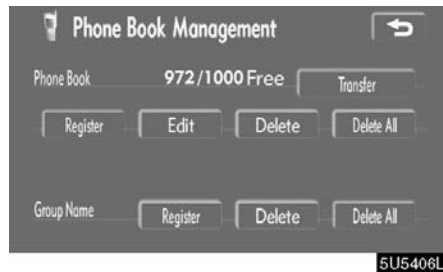 Phone Book Management
Phone Book 972/1000 Free Transfer
Register Edit Delete Delete All
Group Name Register Delete Delete All
5U5406L